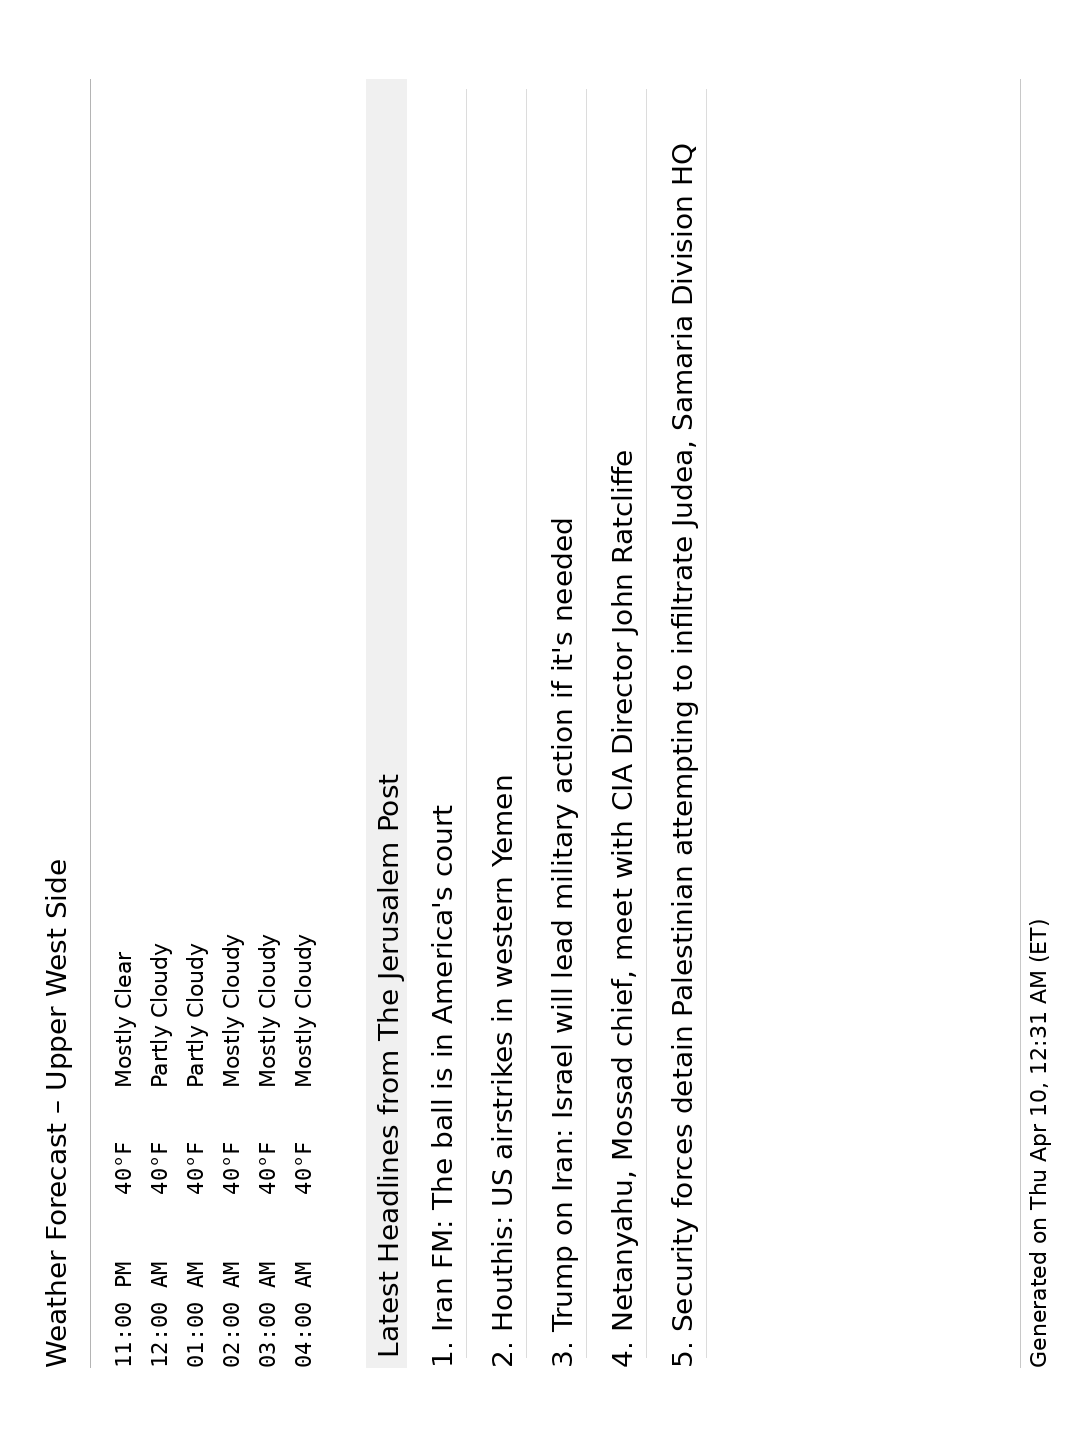 Weather Forecast – Upper West Side
11:00 PM 40°F Mostly Clear
12:00 AM 40°F Partly Cloudy
01:00 AM 40°F Partly Cloudy
02:00 AM 40°F Mostly Cloudy
03:00 AM 40°F Mostly Cloudy
04:00 AM 40°F Mostly Cloudy
Latest Headlines from The Jerusalem Post
1. Iran FM: The ball is in America's court
2. Houthis: US airstrikes in western Yemen
3. Trump on Iran: Israel will lead military action if it's needed
4. Netanyahu, Mossad chief, meet with CIA Director John Ratcliffe
5. Security forces detain Palestinian attempting to infiltrate Judea, Samaria Division HQ
Generated on Thu Apr 10, 12:31 AM (ET)